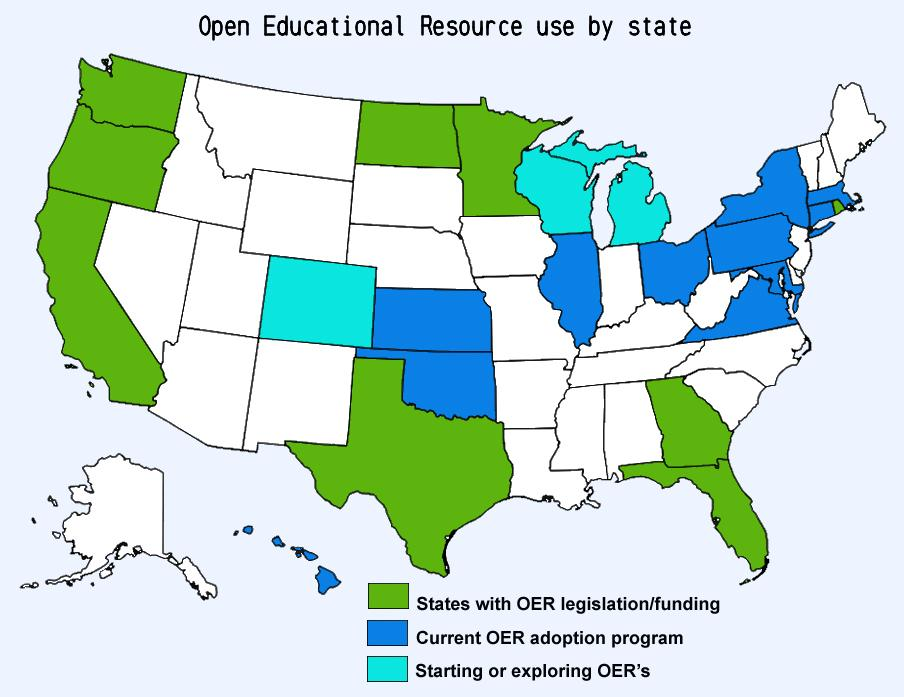 Open Educational Resource use by state
States with OER legislation/funding
Current OER adoption program
Starting or exploring OER's